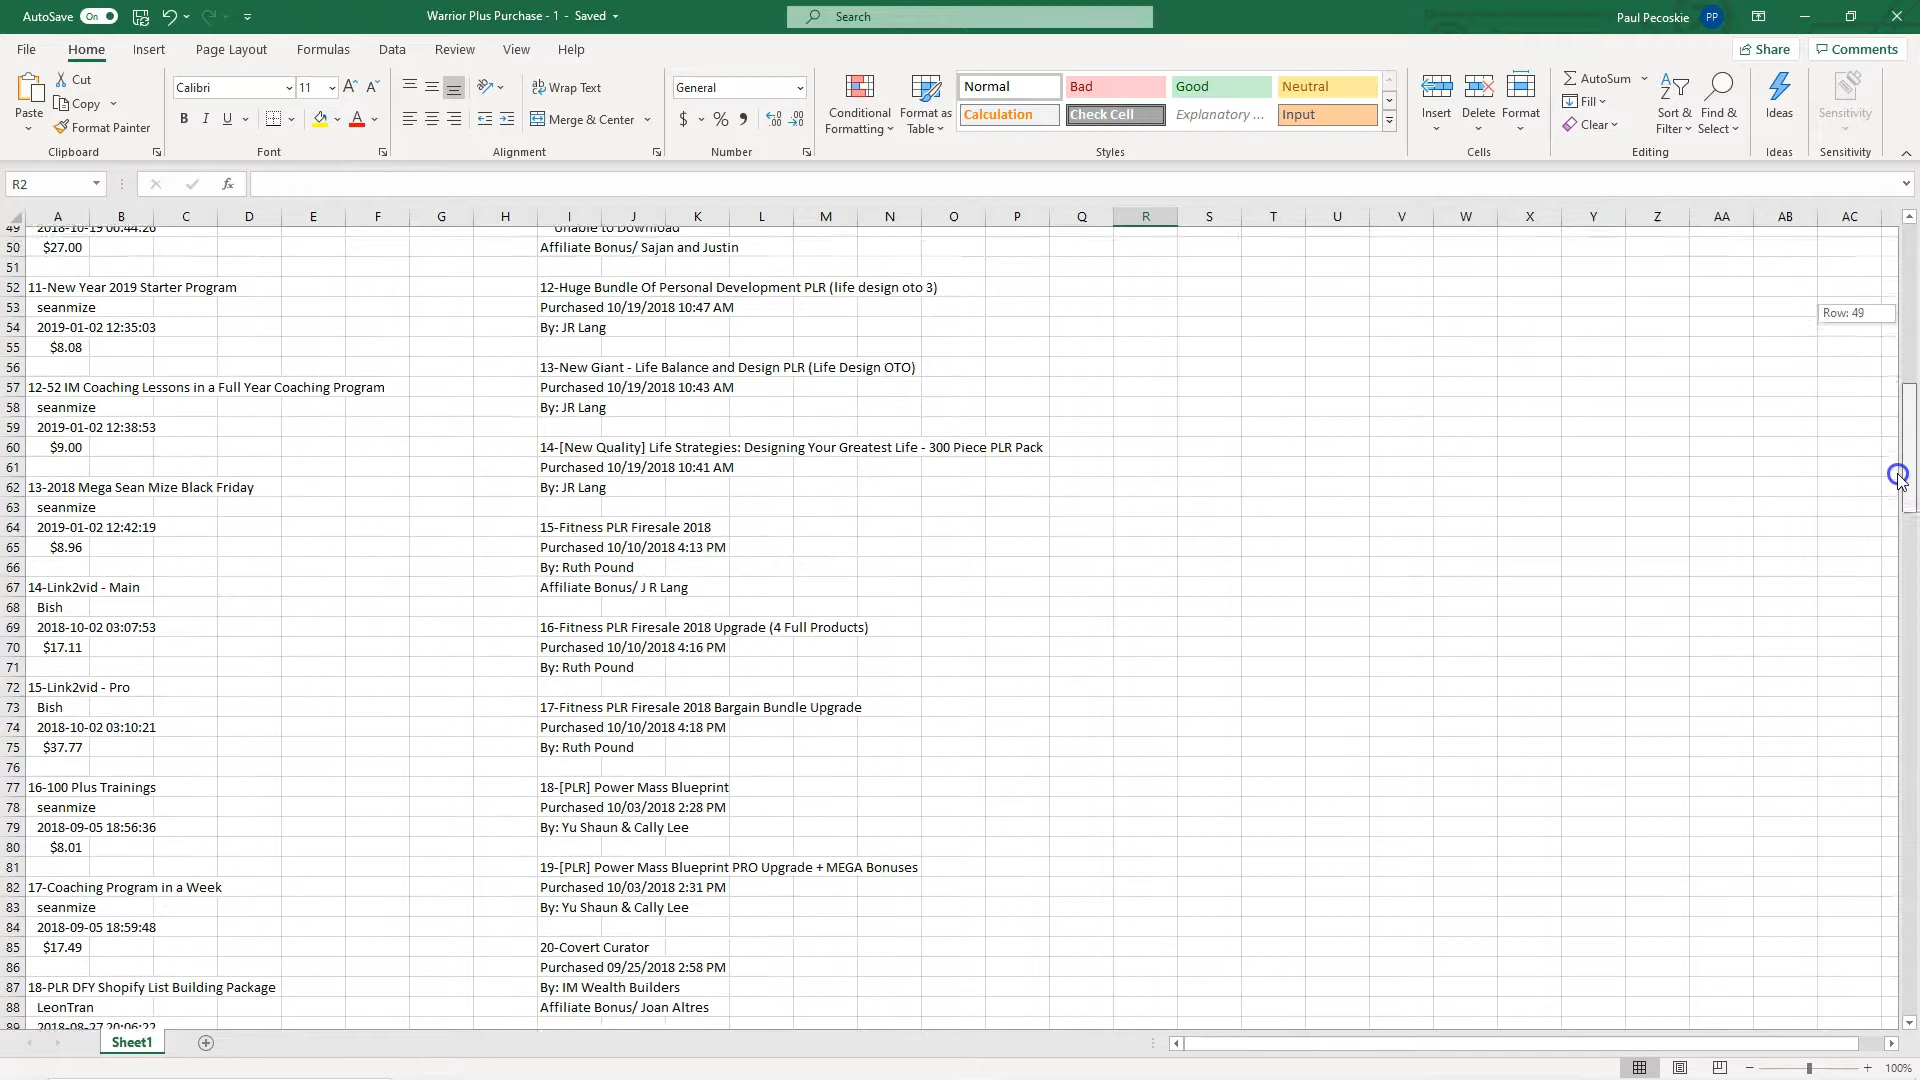 AutoSave On Warrior Plus Purchase - 1 - Saved Search Paul Pecoskie PP
File Home Insert Page Layout Formulas Data Review View Help Share Comments
Paste Cut Copy Format Painter Clipboard
Calibri 11 B I U A A Font
Wrap Text Merge & Center Alignment
General $ % Number
Conditional Formatting Format as Table
Normal Bad Good Neutral
Calculation Check Cell Explanatory ... Input
Styles
Insert Delete Format Cells
AutoSum Fill Clear Sort & Filter Find & Select Editing
Ideas Ideas
Sensitivity Sensitivity
R2 fx
A B C D E F G H I J K L M N O P Q R S T U V W X Y Z AA AB AC
49 2018-10-19 00:44:26 Unable to Download
50 $27.00 Affiliate Bonus/ Sajan and Justin
51
52 11-New Year 2019 Starter Program 12-Huge Bundle Of Personal Development PLR (life design oto 3)
53 seanmize Purchased 10/19/2018 10:47 AM Row: 49
54 2019-01-02 12:35:03 By: JR Lang
55 $8.08
56 13-New Giant - Life Balance and Design PLR (Life Design OTO)
57 12-52 IM Coaching Lessons in a Full Year Coaching Program Purchased 10/19/2018 10:43 AM
58 seanmize By: JR Lang
59 2019-01-02 12:38:53
60 $9.00 14-[New Quality] Life Strategies: Designing Your Greatest Life - 300 Piece PLR Pack
61 Purchased 10/19/2018 10:41 AM
62 13-2018 Mega Sean Mize Black Friday By: JR Lang
63 seanmize
64 2019-01-02 12:42:19 15-Fitness PLR Firesale 2018
65 $8.96 Purchased 10/10/2018 4:13 PM
66 By: Ruth Pound
67 14-Link2vid - Main Affiliate Bonus/ J R Lang
68 Bish
69 2018-10-02 03:07:53 16-Fitness PLR Firesale 2018 Upgrade (4 Full Products)
70 $17.11 Purchased 10/10/2018 4:16 PM
71 By: Ruth Pound
72 15-Link2vid - Pro
73 Bish 17-Fitness PLR Firesale 2018 Bargain Bundle Upgrade
74 2018-10-02 03:10:21 Purchased 10/10/2018 4:18 PM
75 $37.77 By: Ruth Pound
76
77 16-100 Plus Trainings 18-[PLR] Power Mass Blueprint
78 seanmize Purchased 10/03/2018 2:28 PM
79 2018-09-05 18:56:36 By: Yu Shaun & Cally Lee
80 $8.01
81 19-[PLR] Power Mass Blueprint PRO Upgrade + MEGA Bonuses
82 17-Coaching Program in a Week Purchased 10/03/2018 2:31 PM
83 seanmize By: Yu Shaun & Cally Lee
84 2018-09-05 18:59:48
85 $17.49 20-Covert Curator
86 Purchased 09/25/2018 2:58 PM
87 18-PLR DFY Shopify List Building Package By: IM Wealth Builders
88 LeonTran Affiliate Bonus/ Joan Altres
89 2018-08-27 20:06:22
Sheet1
100%